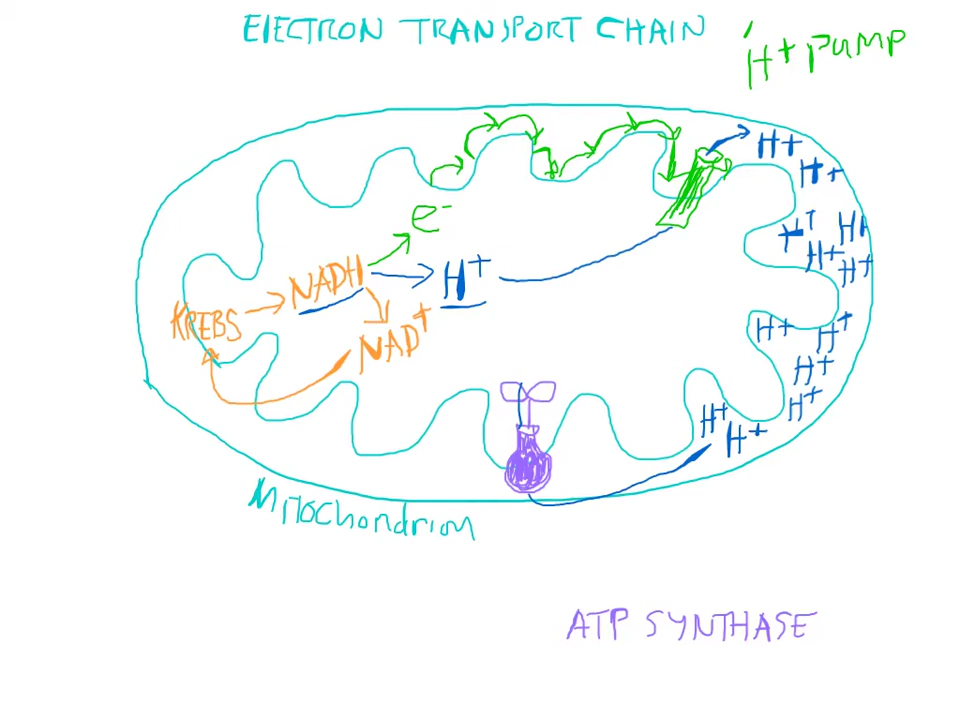 ELECTRON TRANSPORT CHAIN
H+ PUMP
H+
H+
H+
H+
H+
H+
e-
NADH
H+
KREBS
NAD+
H+
H+
H+
H+
H+
H+
Mitochondrion
ATP SYNTHASE